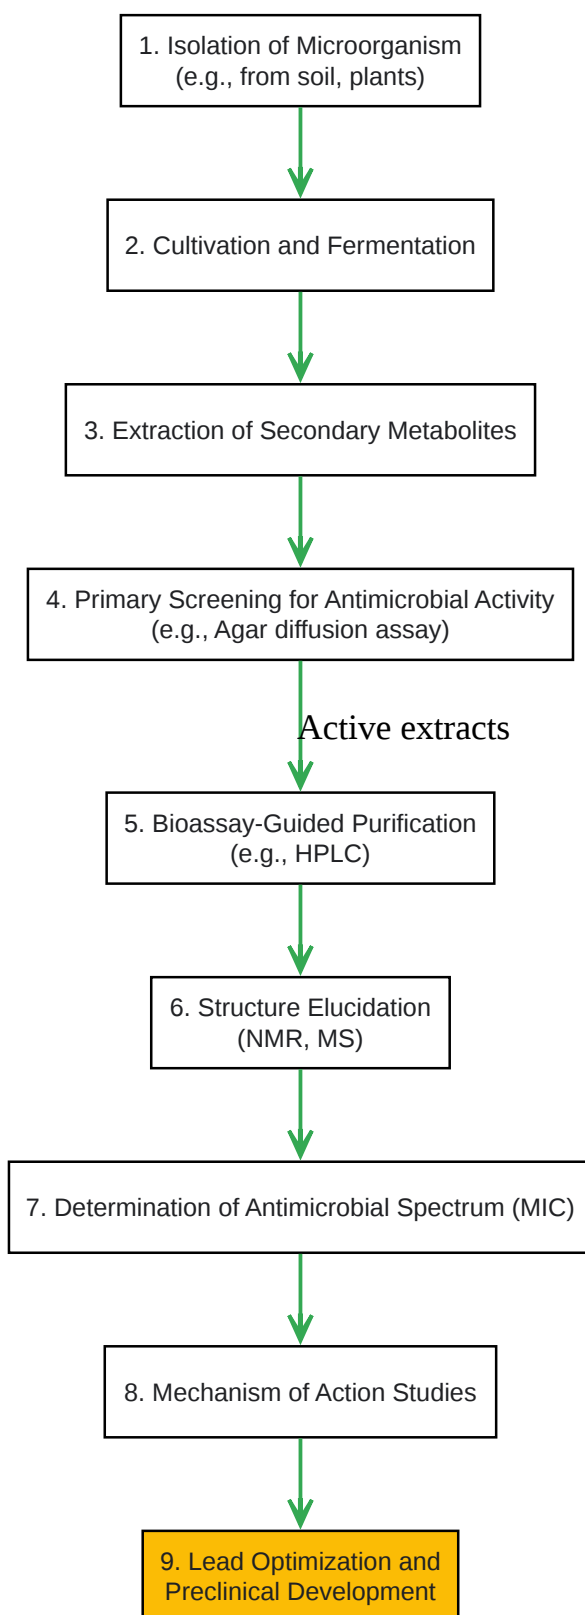 1. Isolation of Microorganism
(e.g., from soil, plants)
2. Cultivation and Fermentation
3. Extraction of Secondary Metabolites
4. Primary Screening for Antimicrobial Activity
(e.g., Agar diffusion assay)
Active extracts
5. Bioassay-Guided Purification
(e.g., HPLC)
6. Structure Elucidation
(NMR, MS)
7. Determination of Antimicrobial Spectrum (MIC)
8. Mechanism of Action Studies
9. Lead Optimization and
Preclinical Development